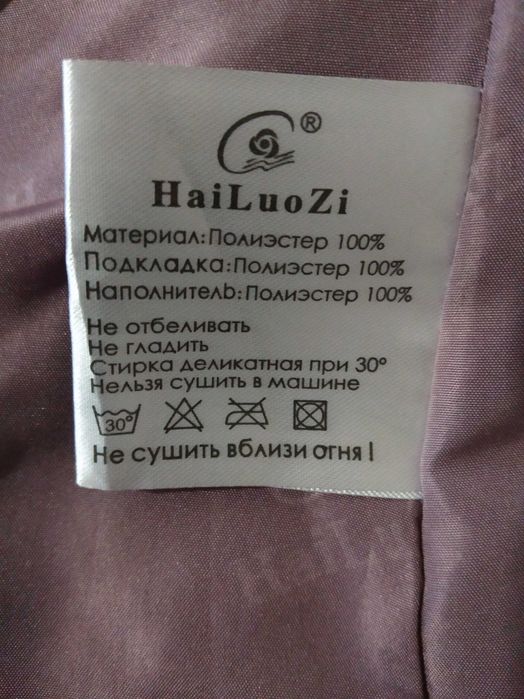 ®
HaiLuoZi
Материал:Полиэстер 100%
Подкладка:Полиэстер 100%
Наполнитель:Полиэстер 100%
Не отбеливать
Не гладить
Стирка деликатная при 30°
Нельзя сушить в машине
30°
Не сушить вблизи огня!